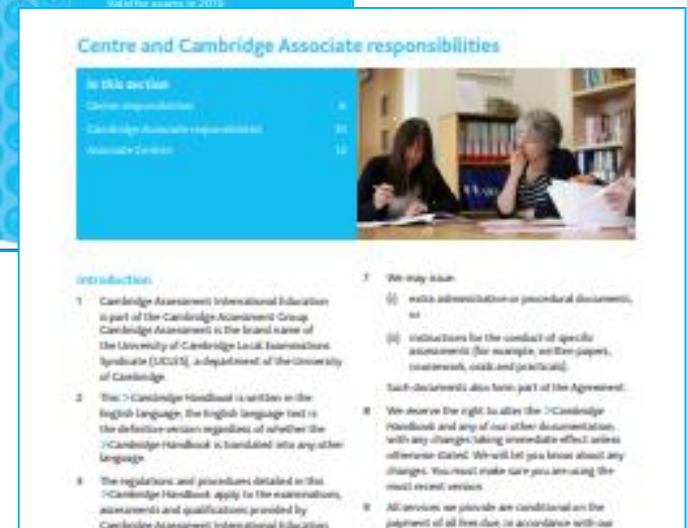 Valid for exams in 2019
Centre and Cambridge Associate responsibilities
In this section
Centre responsibilities 6
Cambridge Associate responsibilities 10
Associate Centres 12
Introduction
1 Cambridge Assessment International Education
is part of the Cambridge Assessment Group.
Cambridge Assessment is the brand name of
the University of Cambridge Local Examinations
Syndicate (UCLES), a department of the University
of Cambridge.
2 This >Cambridge Handbook is written in the
English language, the English language text is
the definitive version regardless of whether the
>Cambridge Handbook is translated into any other
language.
3 The regulations and procedures detailed in this
>Cambridge Handbook apply to the examinations,
assessments and qualifications provided by
Cambridge Assessment International Education
7 We may issue
(i) extra administrative or procedural documents,
or
(ii) instructions for the conduct of specific
assessments (for example, written papers,
coursework, orals and practicals).
Such documents also form part of the Agreement.
8 We reserve the right to alter the >Cambridge
Handbook and any of our other documentation,
with any changes taking immediate effect unless
otherwise stated. We will let you know about any
changes. You must make sure you are using the
most recent version.
9 All services we provide are conditional on the
payment of all fees due, in accordance with